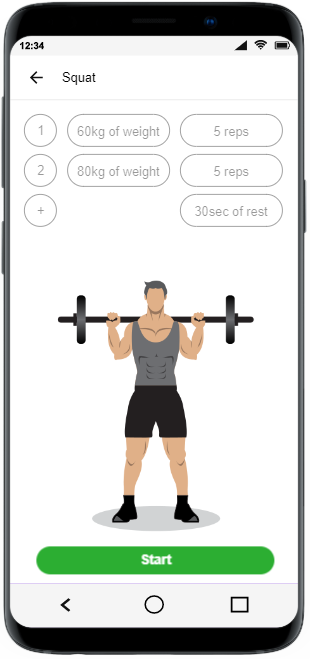 12:34
Squat
1 60kg of weight 5 reps
2 80kg of weight 5 reps
+ 30sec of rest
Start